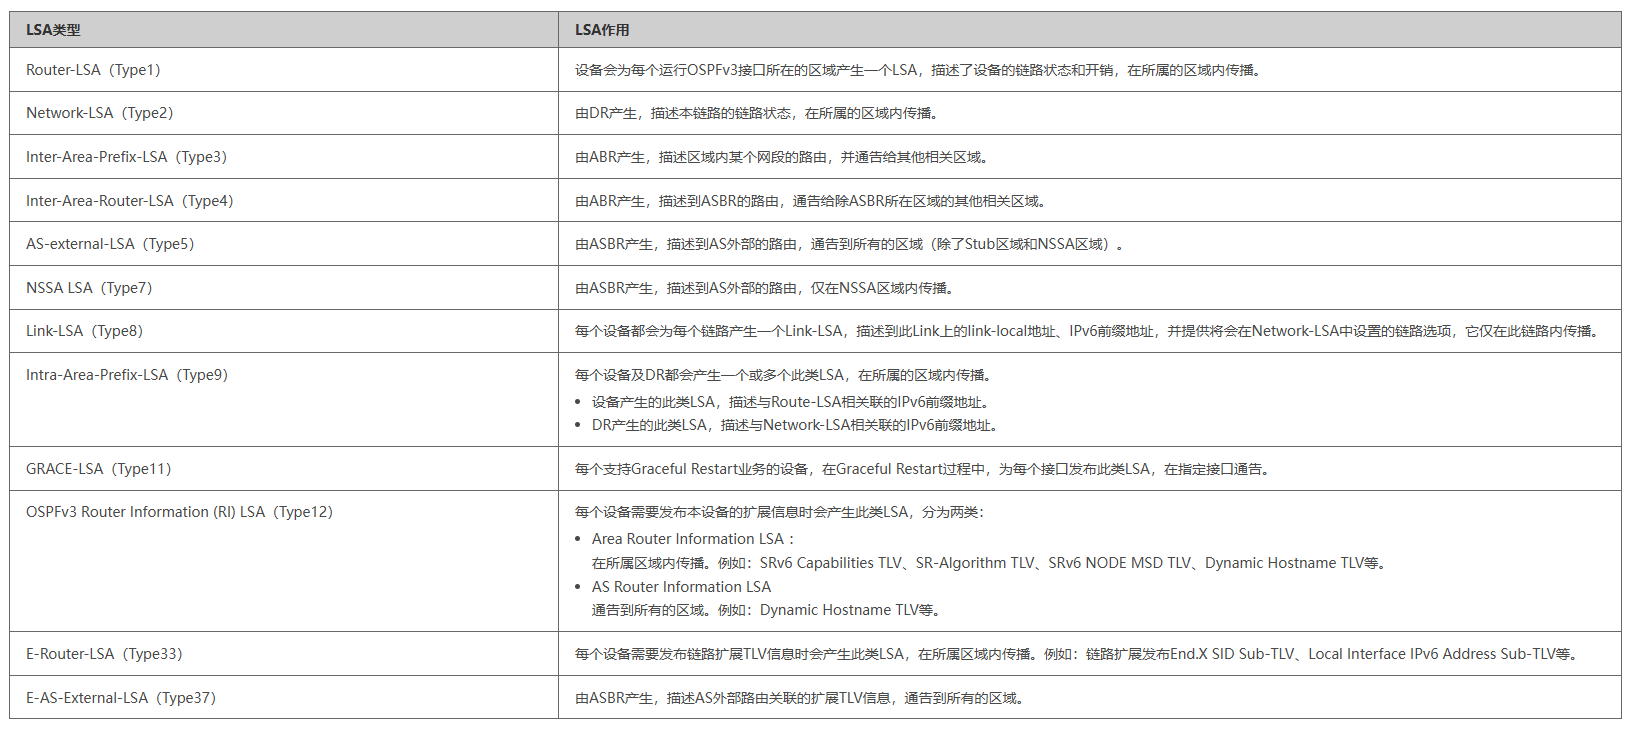 LSA类型 LSA作用
Router-LSA（Type1） 设备会为每个运行OSPFv3接口所在的区域产生一个LSA，描述了设备的链路状态和开销，在所属的区域内传播。
Network-LSA（Type2） 由DR产生，描述本链路的链路状态，在所属的区域内传播。
Inter-Area-Prefix-LSA（Type3） 由ABR产生，描述区域内某个网段的路由，并通告给其他相关区域。
Inter-Area-Router-LSA（Type4） 由ABR产生，描述到ASBR的路由，通告给除ASBR所在区域的其他相关区域。
AS-external-LSA（Type5） 由ASBR产生，描述到AS外部的路由，通告到所有的区域（除了Stub区域和NSSA区域）。
NSSA LSA（Type7） 由ASBR产生，描述到AS外部的路由，仅在NSSA区域内传播。
Link-LSA（Type8） 每个设备都会为每个链路产生一个Link-LSA，描述到此Link上的link-local地址、IPv6前缀地址，并提供将会在Network-LSA中设置的链路选项，它仅在此链路内传播。
Intra-Area-Prefix-LSA（Type9） 每个设备及DR都会产生一个或多个此类LSA，在所属的区域内传播。
• 设备产生的此类LSA，描述与Route-LSA相关联的IPv6前缀地址。
• DR产生的此类LSA，描述与Network-LSA相关联的IPv6前缀地址。
GRACE-LSA（Type11） 每个支持Graceful Restart业务的设备，在Graceful Restart过程中，为每个接口发布此类LSA，在指定接口通告。
OSPFv3 Router Information (RI) LSA（Type12） 每个设备需要发布本设备的扩展信息时会产生此类LSA，分为两类：
• Area Router Information LSA：
在所属区域内传播。例如：SRv6 Capabilities TLV、SR-Algorithm TLV、SRv6 NODE MSD TLV、Dynamic Hostname TLV等。
• AS Router Information LSA
通告到所有的区域。例如：Dynamic Hostname TLV等。
E-Router-LSA（Type33） 每个设备需要发布链路扩展TLV信息时会产生此类LSA，在所属区域内传播。例如：链路扩展发布End.X SID Sub-TLV、Local Interface IPv6 Address Sub-TLV等。
E-AS-External-LSA（Type37） 由ASBR产生，描述AS外部路由关联的扩展TLV信息，通告到所有的区域。